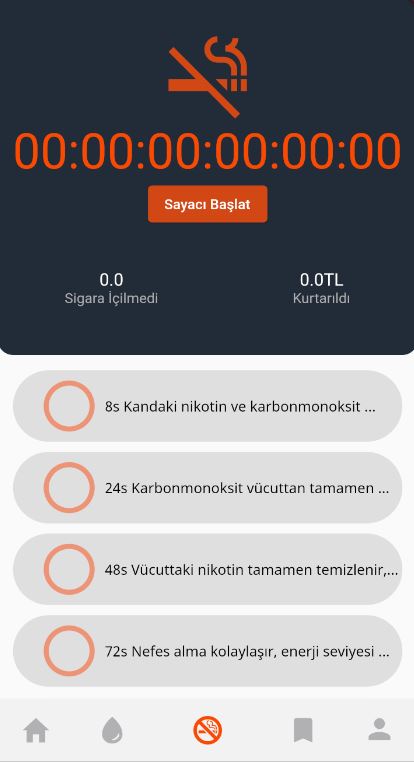 00:00:00:00:00:00
Sayacı Başlat
0.0
Sigara İçilmedi
0.0TL
Kurtarıldı
8s Kandaki nikotin ve karbonmonoksit ...
24s Karbonmonoksit vücuttan tamamen ...
48s Vücuttaki nikotin tamamen temizlenir,...
72s Nefes alma kolaylaşır, enerji seviyesi ...